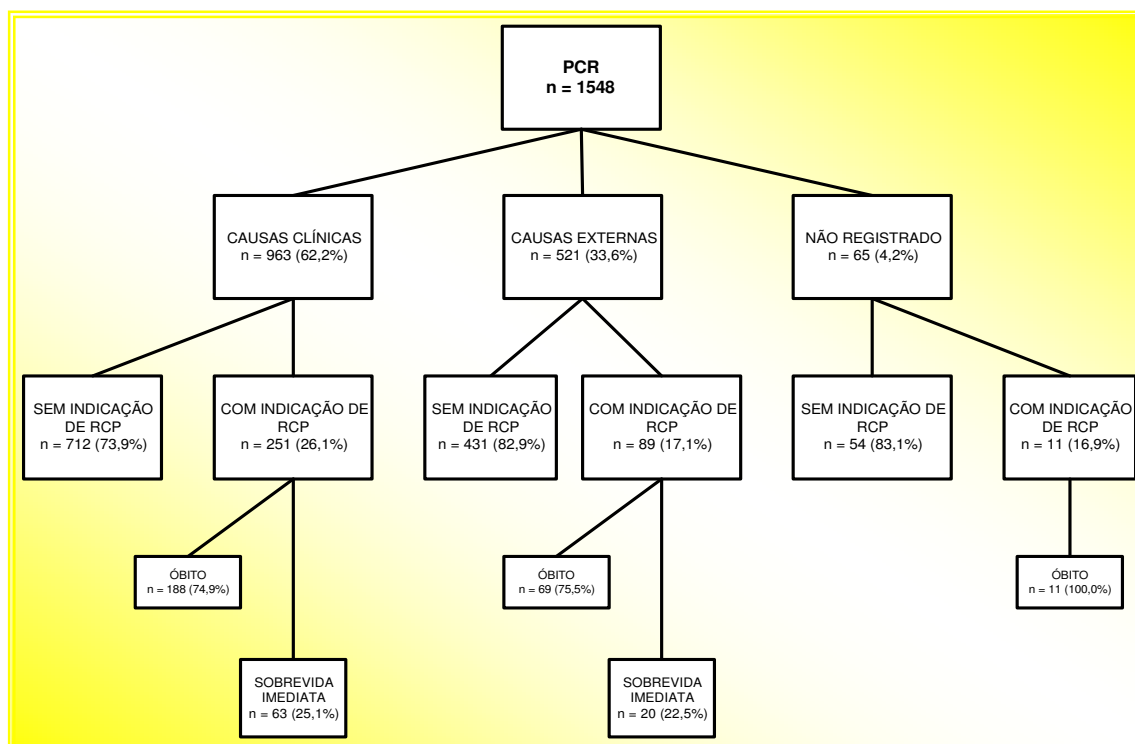 PCR
n = 1548
CAUSAS CLÍNICAS
n = 963 (62,2%)
CAUSAS EXTERNAS
n = 521 (33,6%)
NÃO REGISTRADO
n = 65 (4,2%)
SEM INDICAÇÃO
DE RCP
n = 712 (73,9%)
COM INDICAÇÃO DE
RCP
n = 251 (26,1%)
SEM INDICAÇÃO
DE RCP
n = 431 (82,9%)
COM INDICAÇÃO DE
RCP
n = 89 (17,1%)
SEM INDICAÇÃO DE
RCP
n = 54 (83,1%)
COM INDICAÇÃO DE
RCP
n = 11 (16,9%)
ÓBITO
n = 188 (74,9%)
ÓBITO
n = 69 (75,5%)
ÓBITO
n = 11 (100,0%)
SOBREVIDA
IMEDIATA
n = 63 (25,1%)
SOBREVIDA
IMEDIATA
n = 20 (22,5%)